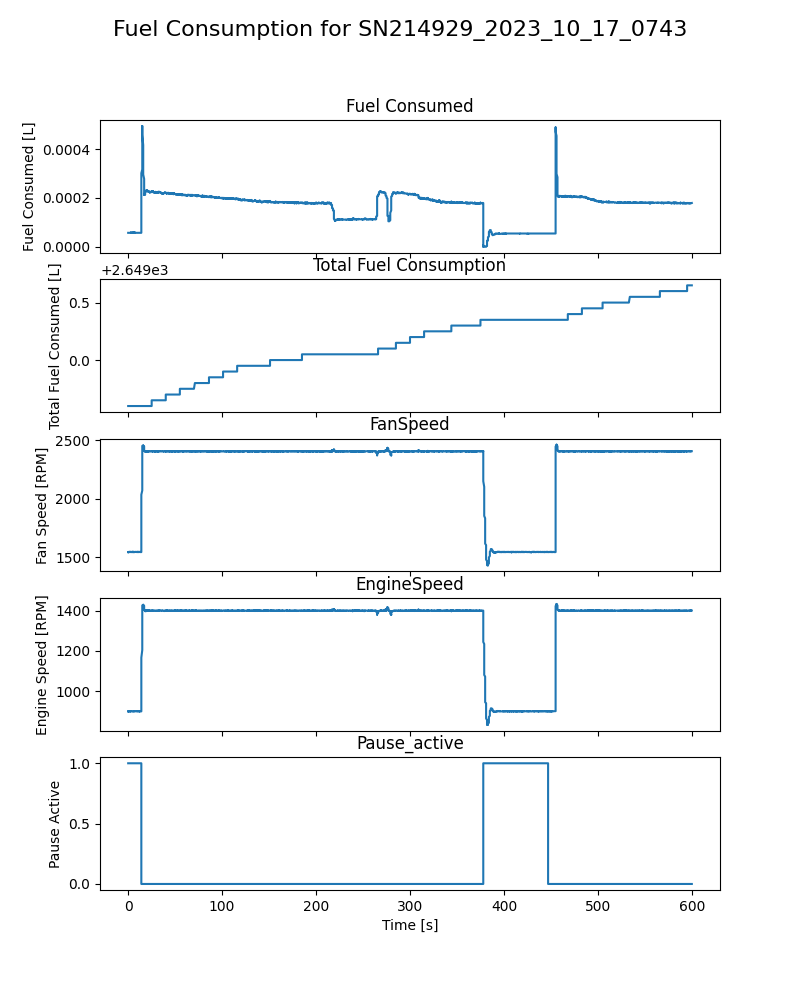 Fuel Consumption for SN214929_2023_10_17_0743
Fuel Consumed
Fuel Consumed [L]
0.0004
0.0002
0.0000
+2.649e3
Total Fuel Consumption
Total Fuel Consumed [L]
0.5
0.0
FanSpeed
Fan Speed [RPM]
2500
2000
1500
EngineSpeed
Engine Speed [RPM]
1400
1200
1000
Pause_active
Pause Active
1.0
0.5
0.0
0 100 200 300 400 500 600
Time [s]